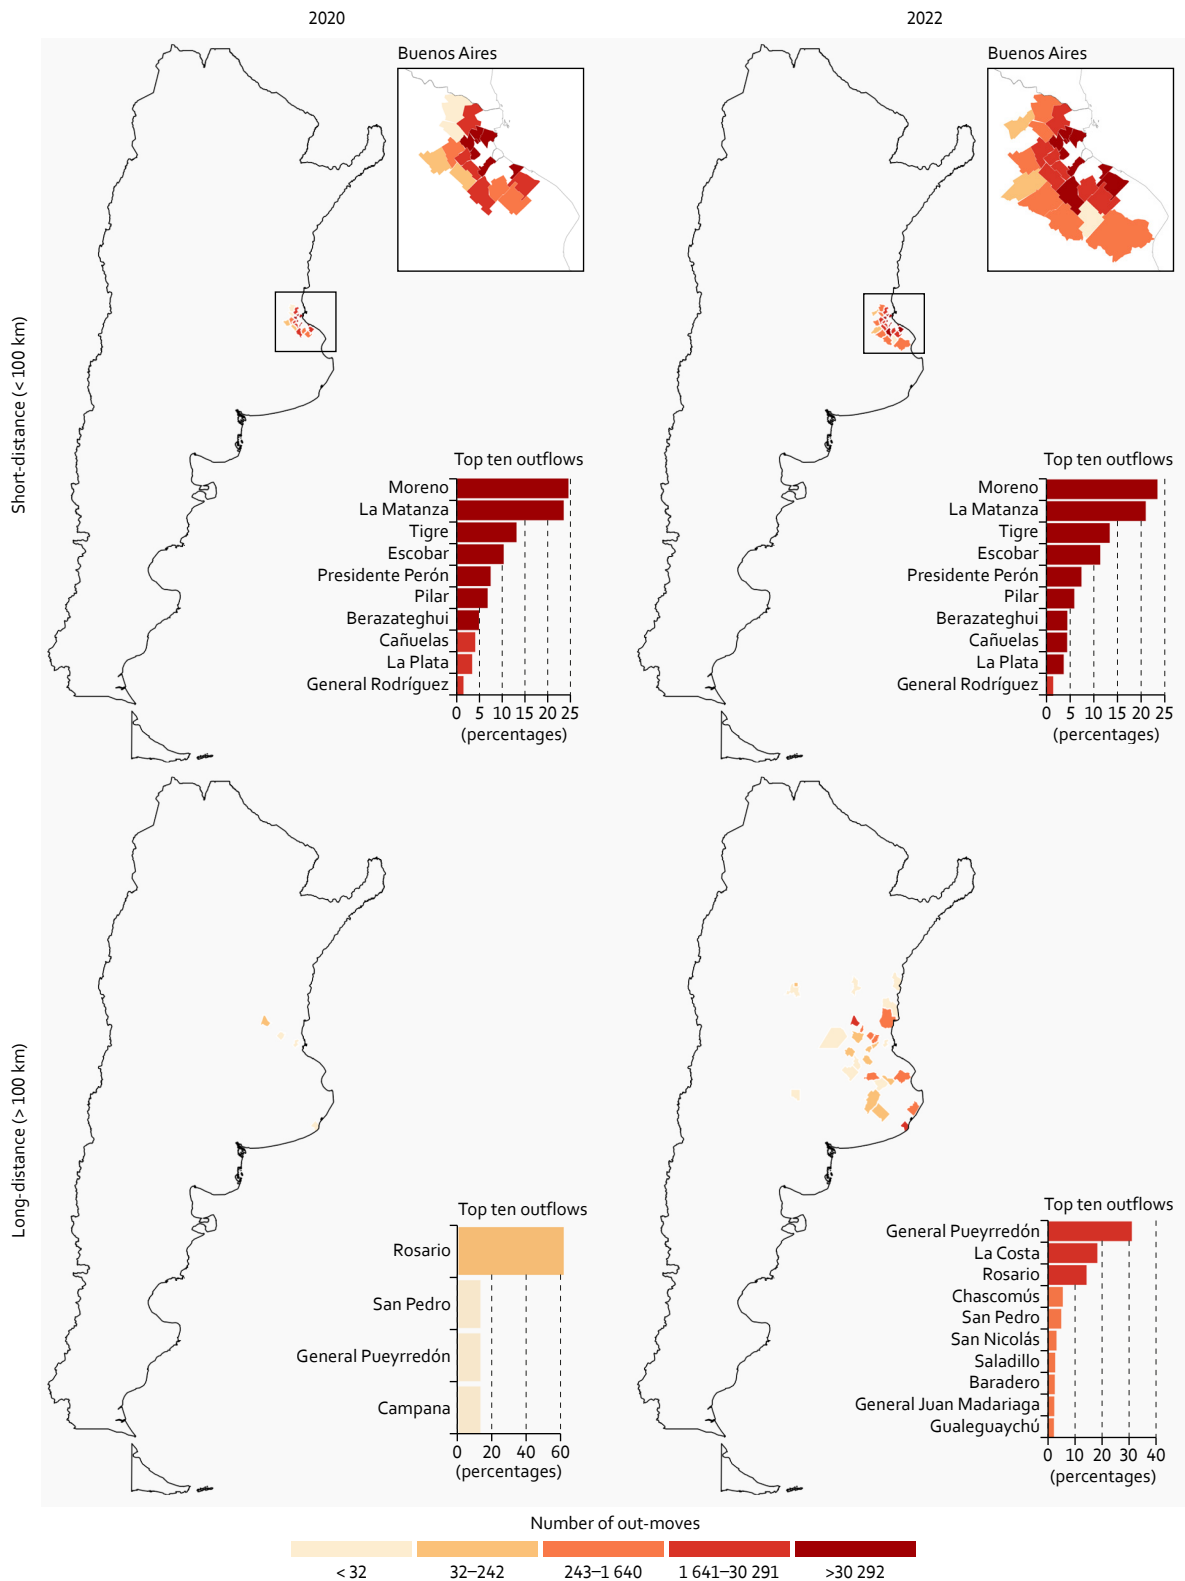 2020
2022
Short-distance (< 100 km)
Buenos Aires
Top ten outflows
Moreno
La Matanza
Tigre
Escobar
Presidente Perón
Pilar
Berazateghui
Cañuelas
La Plata
General Rodríguez
0 5 10 15 20 25
(percentages)
Buenos Aires
Top ten outflows
Moreno
La Matanza
Tigre
Escobar
Presidente Perón
Pilar
Berazateghui
Cañuelas
La Plata
General Rodríguez
0 5 10 15 20 25
(percentages)
Long-distance (> 100 km)
Top ten outflows
Rosario
San Pedro
General Pueyrredón
Campana
0 20 40 60
(percentages)
Top ten outflows
General Pueyrredón
La Costa
Rosario
Chascomús
San Pedro
San Nicolás
Saladillo
Baradero
General Juan Madariaga
Gualeguaychú
0 10 20 30 40
(percentages)
Number of out-moves
< 32
32–242
243–1 640
1 641–30 291
>30 292